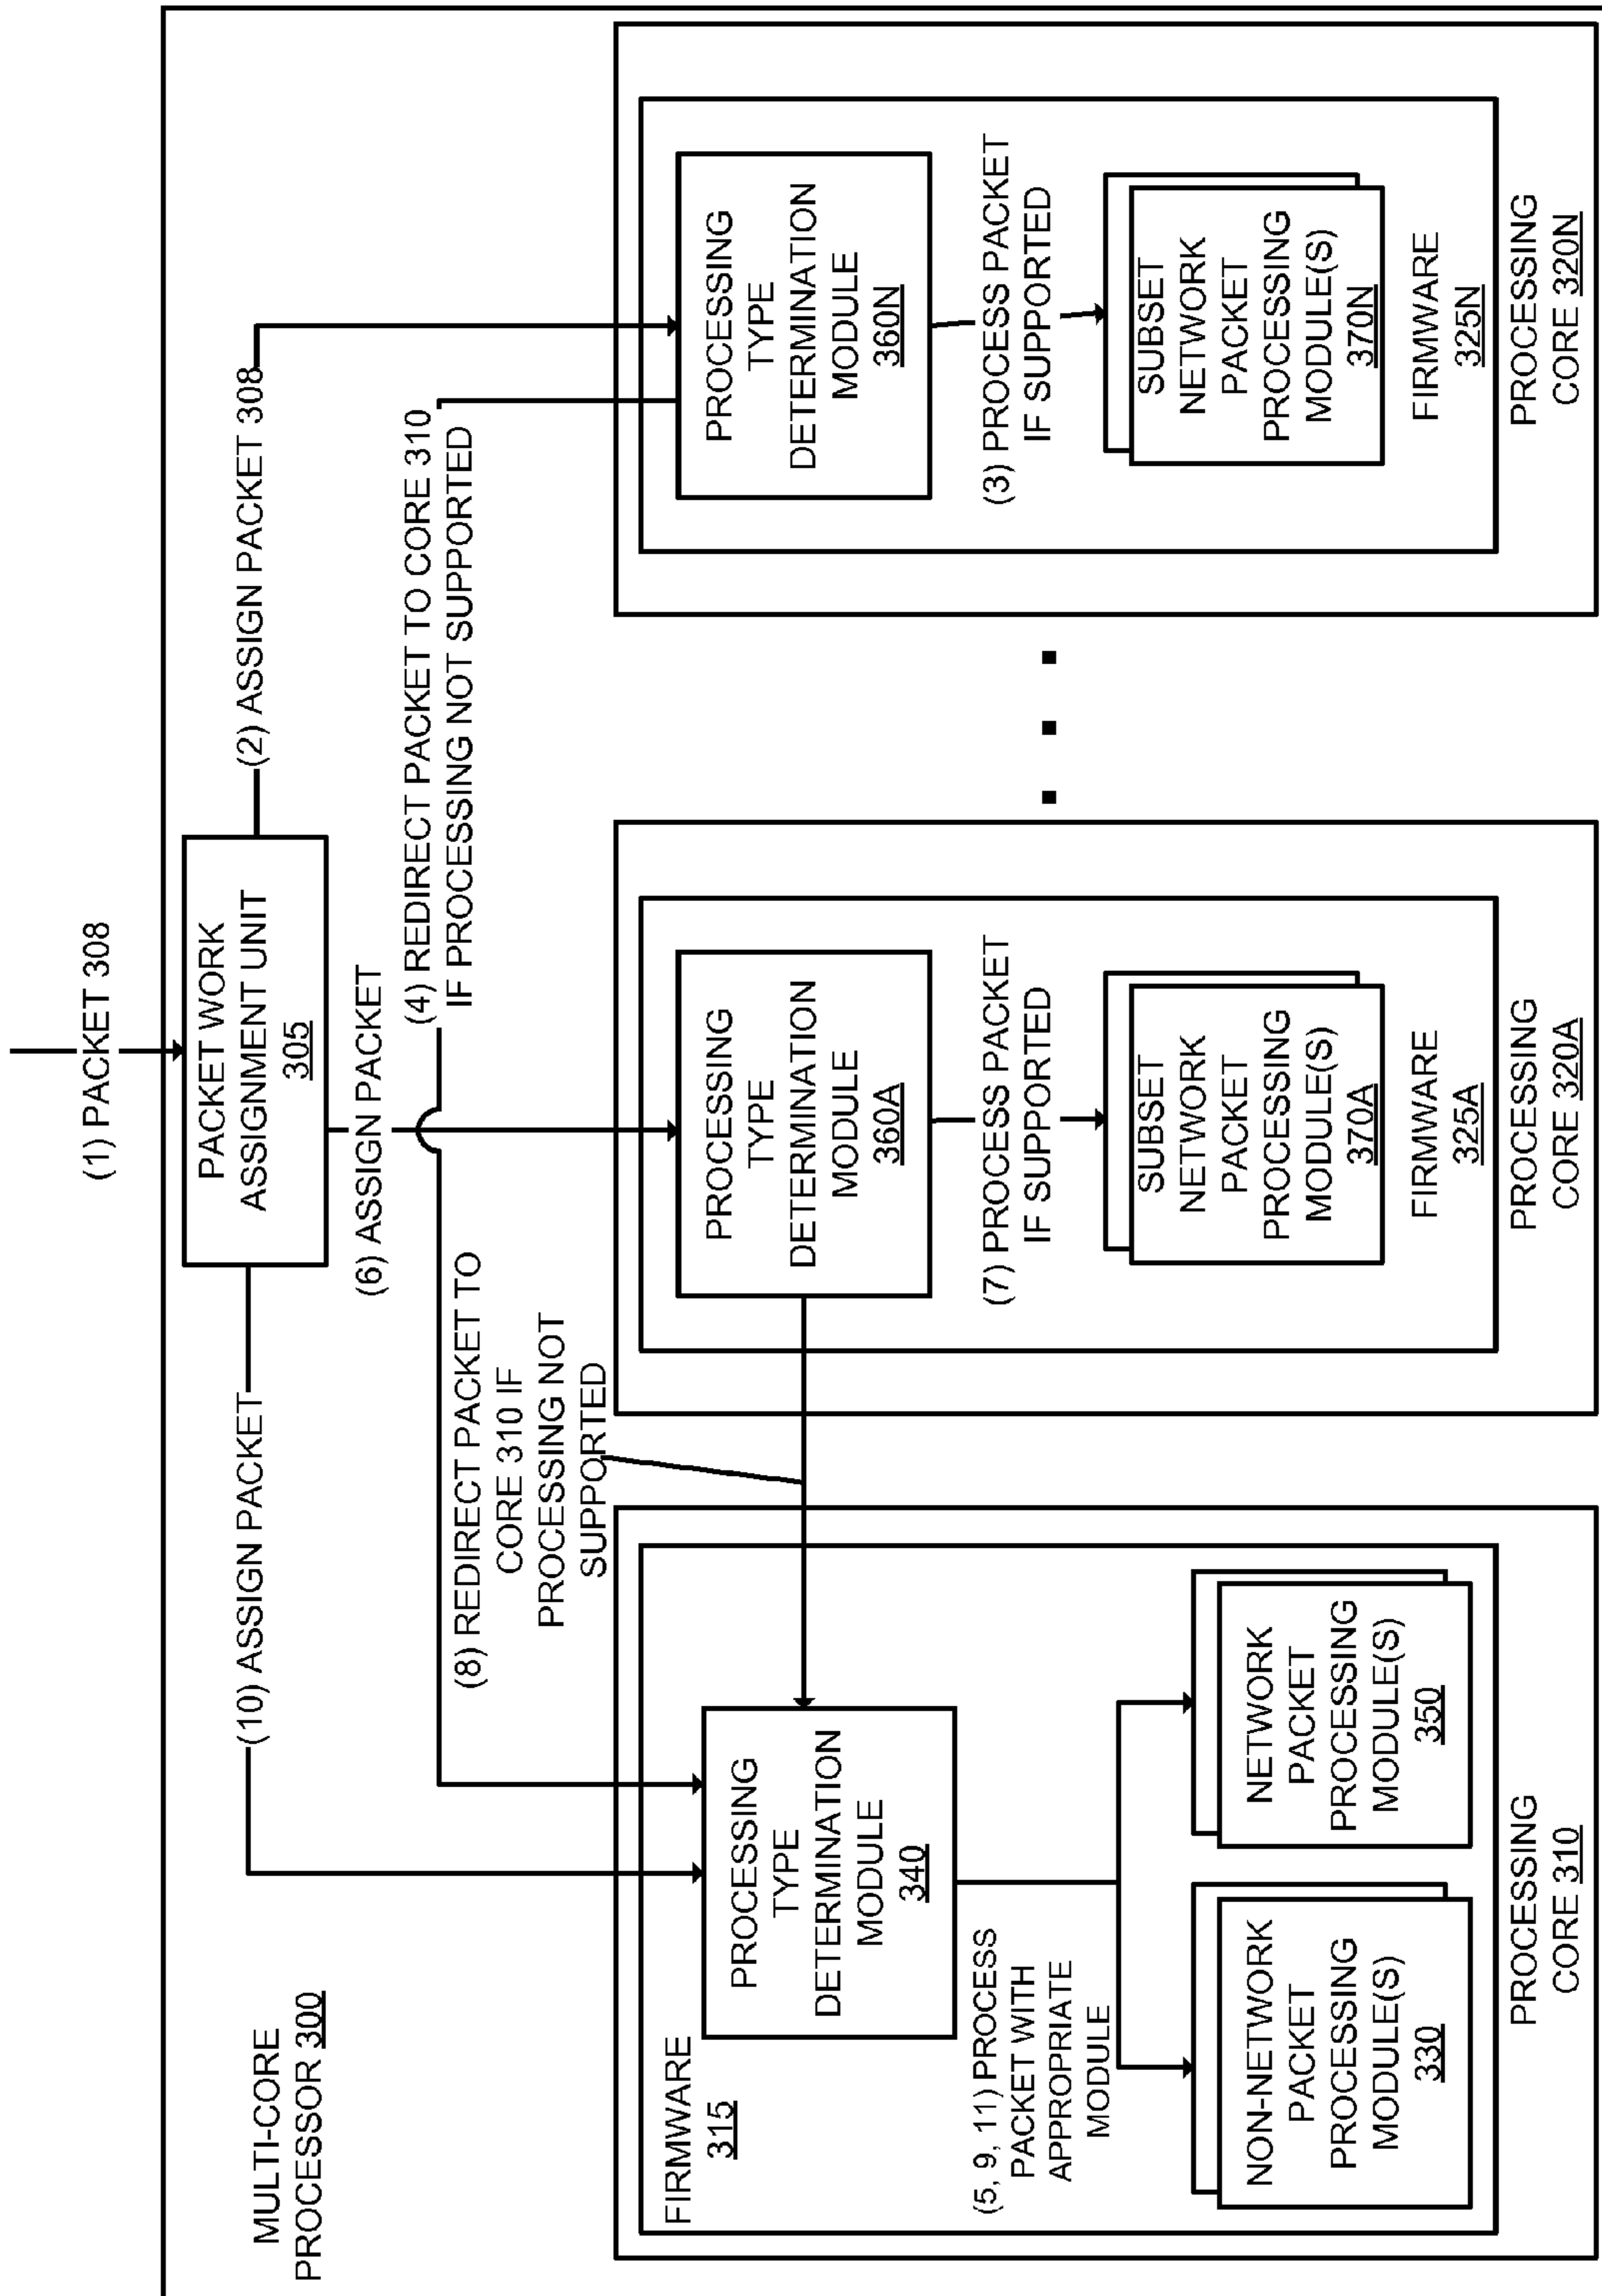 (1) PACKET 308
MULTI-CORE
PROCESSOR 300
PACKET WORK
ASSIGNMENT UNIT
305
(10) ASSIGN PACKET
(2) ASSIGN PACKET 308
(6) ASSIGN PACKET
(4) REDIRECT PACKET TO CORE 310
IF PROCESSING NOT SUPPORTED
(8) REDIRECT PACKET TO
CORE 310 IF
PROCESSING NOT
SUPPORTED
FIRMWARE
315
PROCESSING
TYPE
DETERMINATION
MODULE
340
(5, 9, 11) PROCESS
PACKET WITH
APPROPRIATE
MODULE
NON-NETWORK
PACKET
PROCESSING
MODULE(S)
330
NETWORK
PACKET
PROCESSING
MODULE(S)
350
PROCESSING
CORE 310
PROCESSING
TYPE
DETERMINATION
MODULE
360A
(7) PROCESS PACKET
IF SUPPORTED
SUBSET
NETWORK
PACKET
PROCESSING
MODULE(S)
370A
FIRMWARE
325A
PROCESSING
CORE 320A
PROCESSING
TYPE
DETERMINATION
MODULE
360N
(3) PROCESS PACKET
IF SUPPORTED
SUBSET
NETWORK
PACKET
PROCESSING
MODULE(S)
370N
FIRMWARE
325N
PROCESSING
CORE 320N